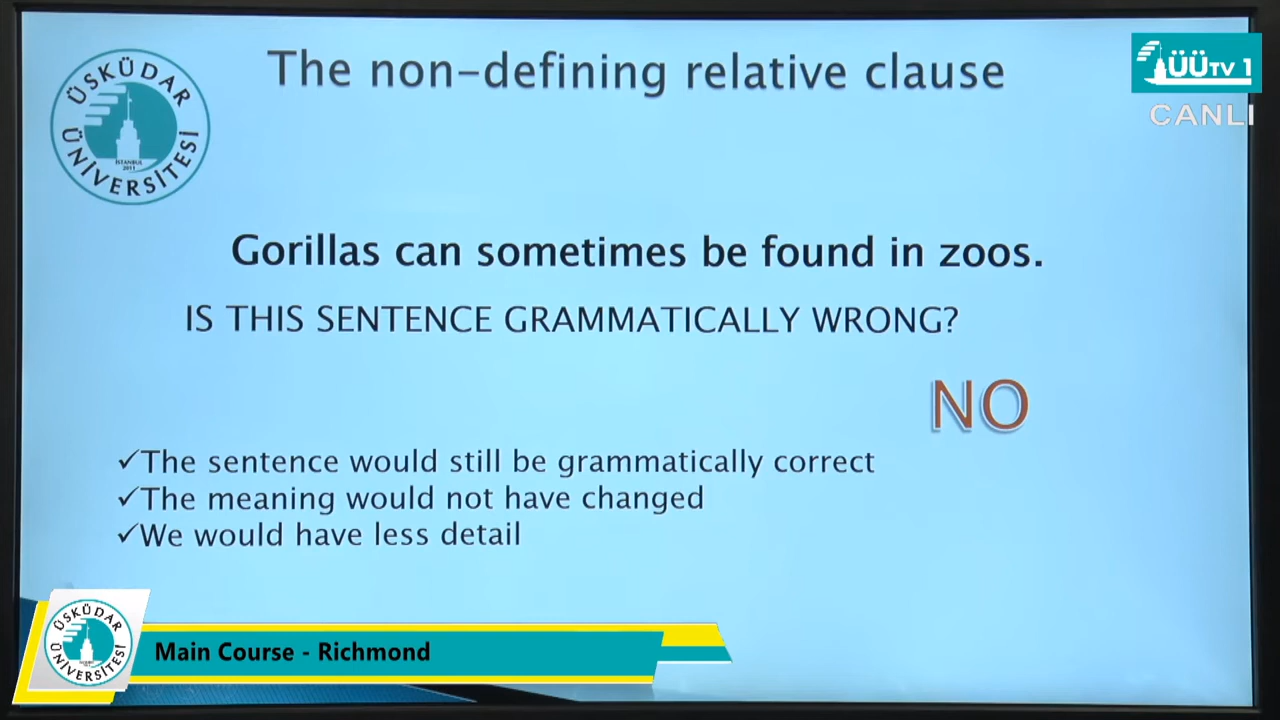 The non-defining relative clause
ÜSKÜDAR
ÜNİVERSİTESİ
İSTANBUL
2011
ÜÜTV 1
CANLI
Gorillas can sometimes be found in zoos.
IS THIS SENTENCE GRAMMATICALLY WRONG?
NO
✓The sentence would still be grammatically correct
✓The meaning would not have changed
✓We would have less detail
ÜSKÜDAR
ÜNİVERSİTESİ
Main Course - Richmond